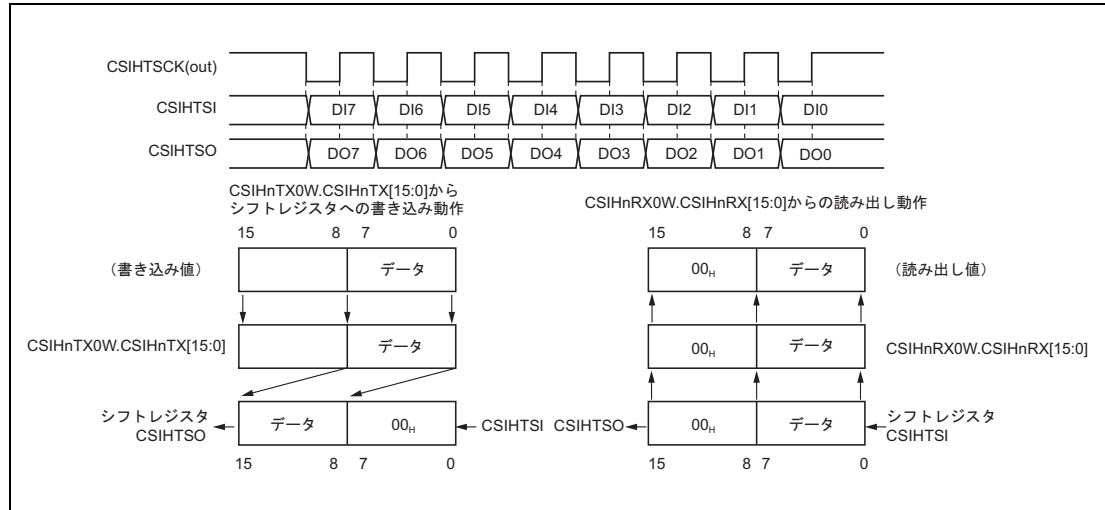 CSIHTSCK(out)
CSIHTSI DI7 DI6 DI5 DI4 DI3 DI2 DI1 DI0
CSIHTSO DO7 DO6 DO5 DO4 DO3 DO2 DO1 DO0
CSIHnTX0W.CSIHnTX[15:0]から
シフトレジスタへの書き込み動作
15 8 7 0
(書き込み値) データ
CSIHnTX0W.CSIHnTX[15:0] データ
シフトレジスタ
CSIHTSO データ 00H CSIHTSI
15 8 7 0
CSIHnRX0W.CSIHnRX[15:0]からの読み出し動作
15 8 7 0
00H データ (読み出し値)
00H データ CSIHnRX0W.CSIHnRX[15:0]
CSIHTSO 00H データ シフトレジスタ
CSIHTSI
15 8 7 0